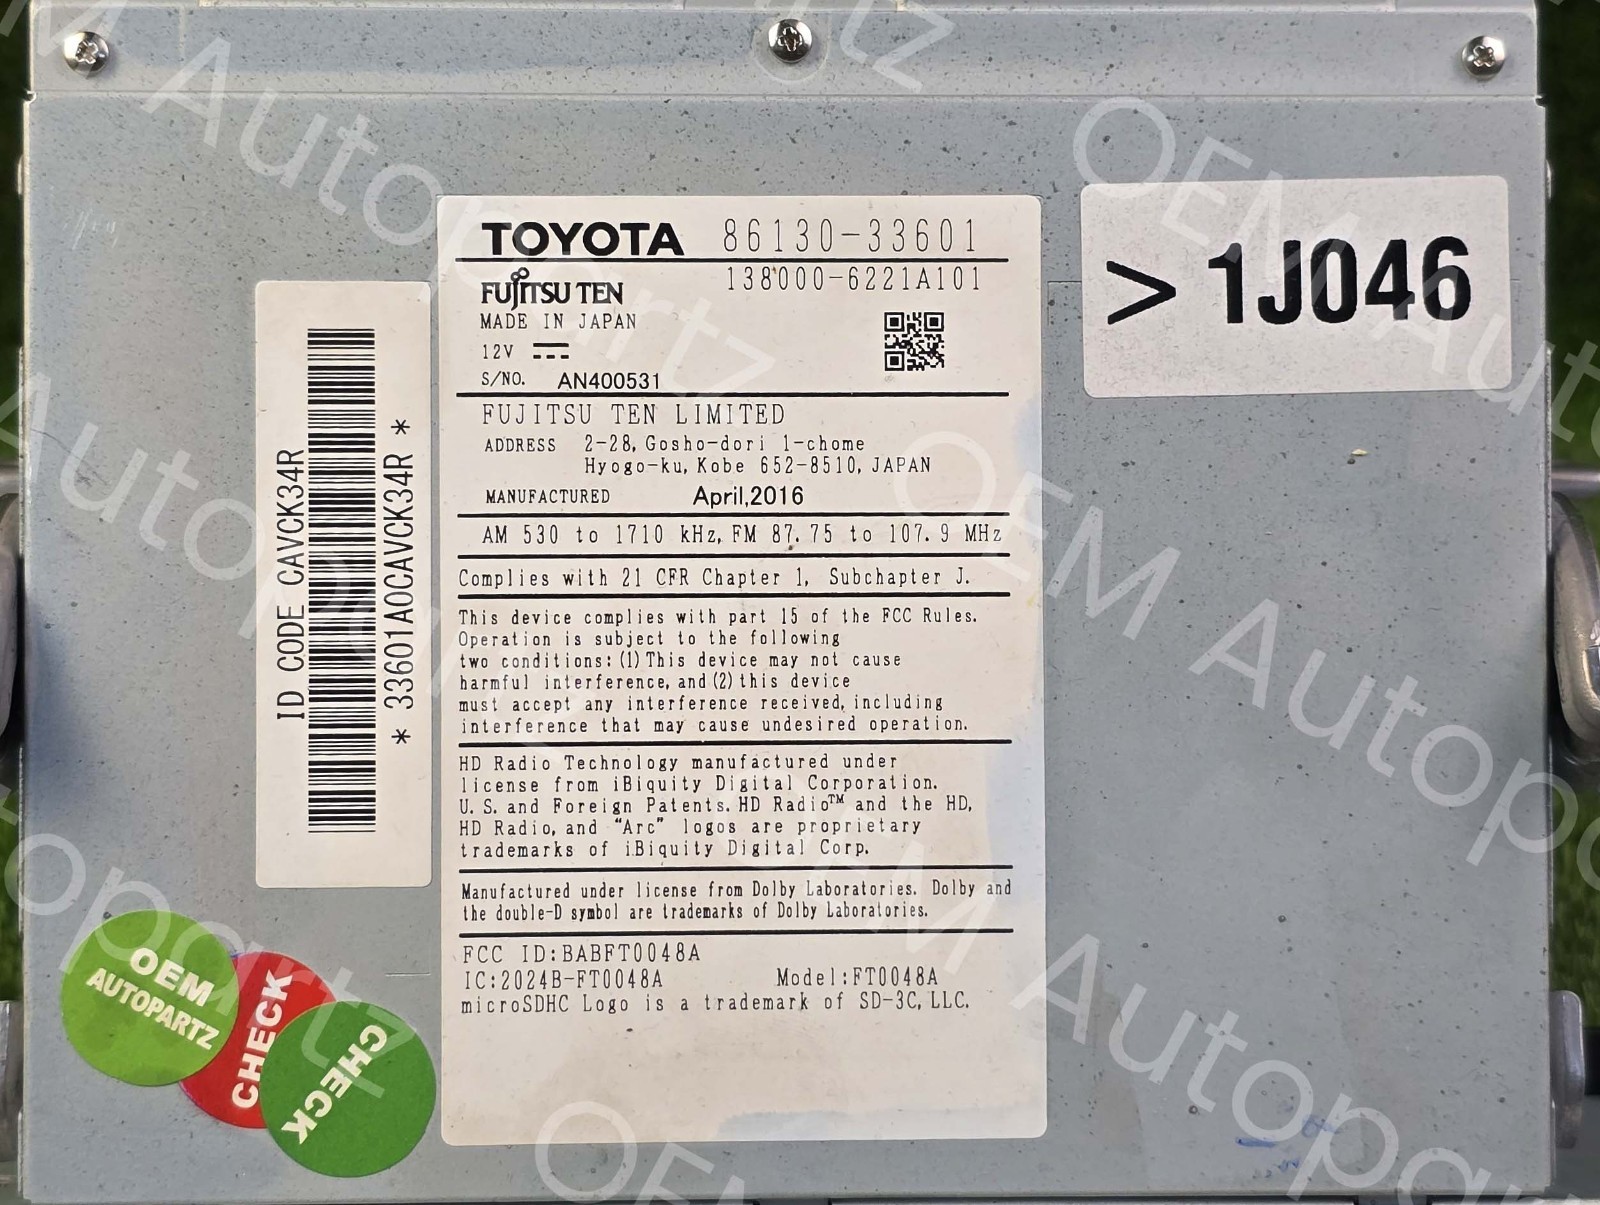 TOYOTA 86130-33601
FUJITSU TEN 138000-6221A101
MADE IN JAPAN
12V
S/NO. AN400531
FUJITSU TEN LIMITED
ADDRESS 2-28, Gosho-dori 1-chome
Hyogo-ku, Kobe 652-8510, JAPAN
MANUFACTURED April,2016
AM 530 to 1710 kHz, FM 87.75 to 107.9 MHz
Complies with 21 CFR Chapter 1, Subchapter J.
This device complies with part 15 of the FCC Rules.
Operation is subject to the following
two conditions: (1) This device may not cause
harmful interference, and (2) this device
must accept any interference received, including
interference that may cause undesired operation.
HD Radio Technology manufactured under
license from iBiquity Digital Corporation.
U.S. and Foreign Patents. HD Radio™ and the HD,
HD Radio, and "Arc" logos are proprietary
trademarks of iBiquity Digital Corp.
Manufactured under license from Dolby Laboratories. Dolby and
the double-D symbol are trademarks of Dolby Laboratories.
FCC ID:BABFT0048A
IC:2024B-FT0048A Model:FT0048A
microSDHC Logo is a trademark of SD-3C, LLC.
>1J046
ID CODE CAVCK34R
* 33601A0CAVCK34R *
OEM
AUTOPARTZ
CHECK
CHECK
OEM Autopartz
OEM Autopartz
OEM Autopartz
OEM Autopartz